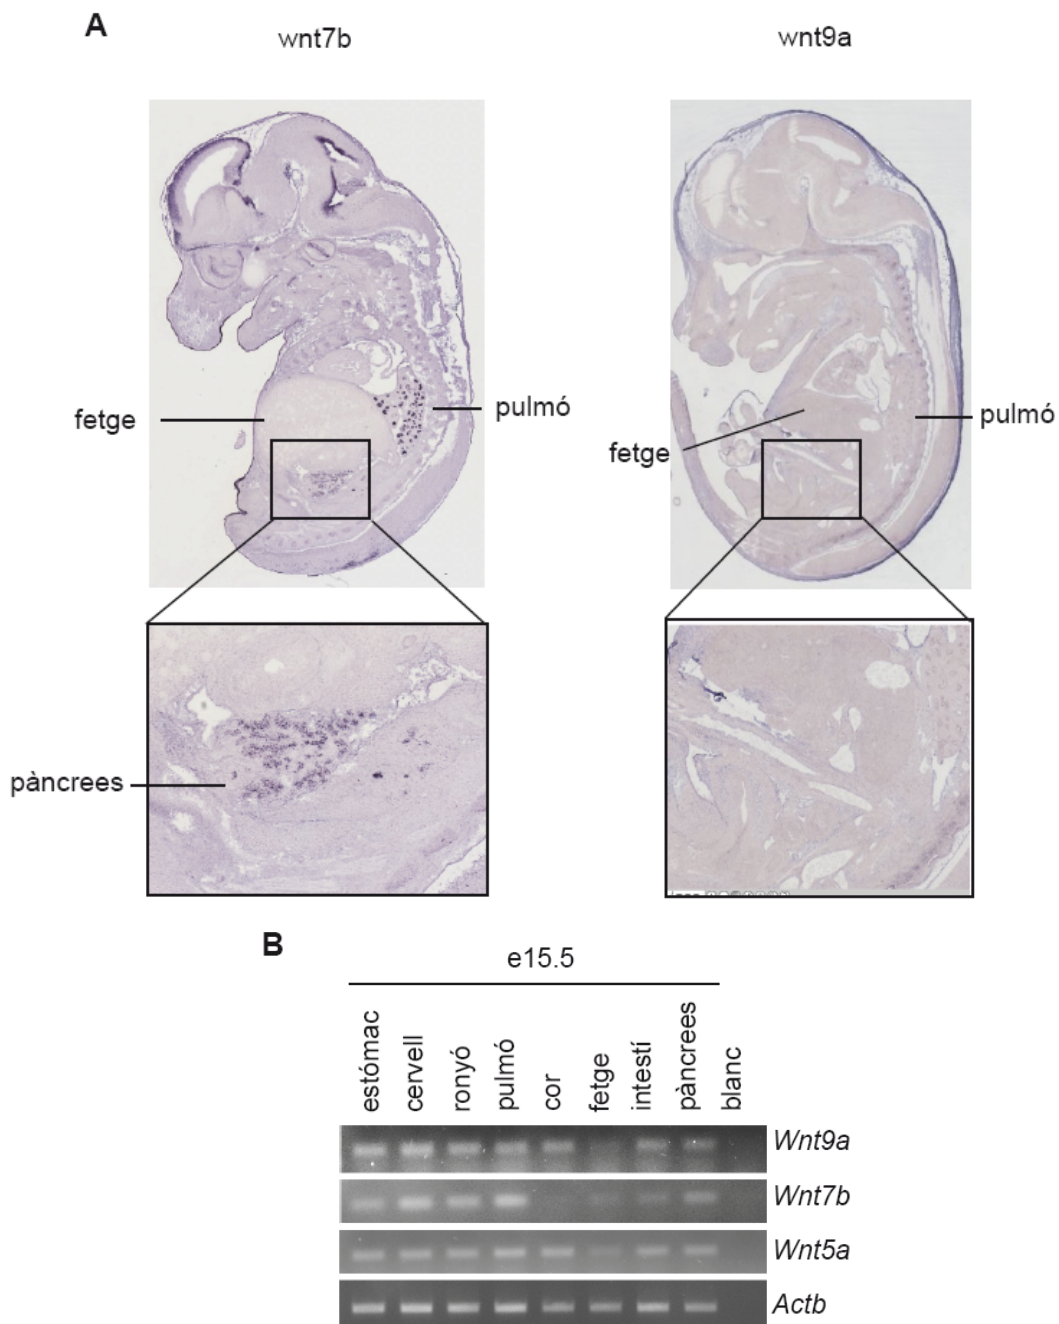 A
wnt7b
wnt9a
fetge
pulmó
fetge
pulmó
pàncrees
B
e15.5
estómac
cervell
ronyó
pulmó
cor
fetge
intestí
pàncrees
blanc
Wnt9a
Wnt7b
Wnt5a
Actb